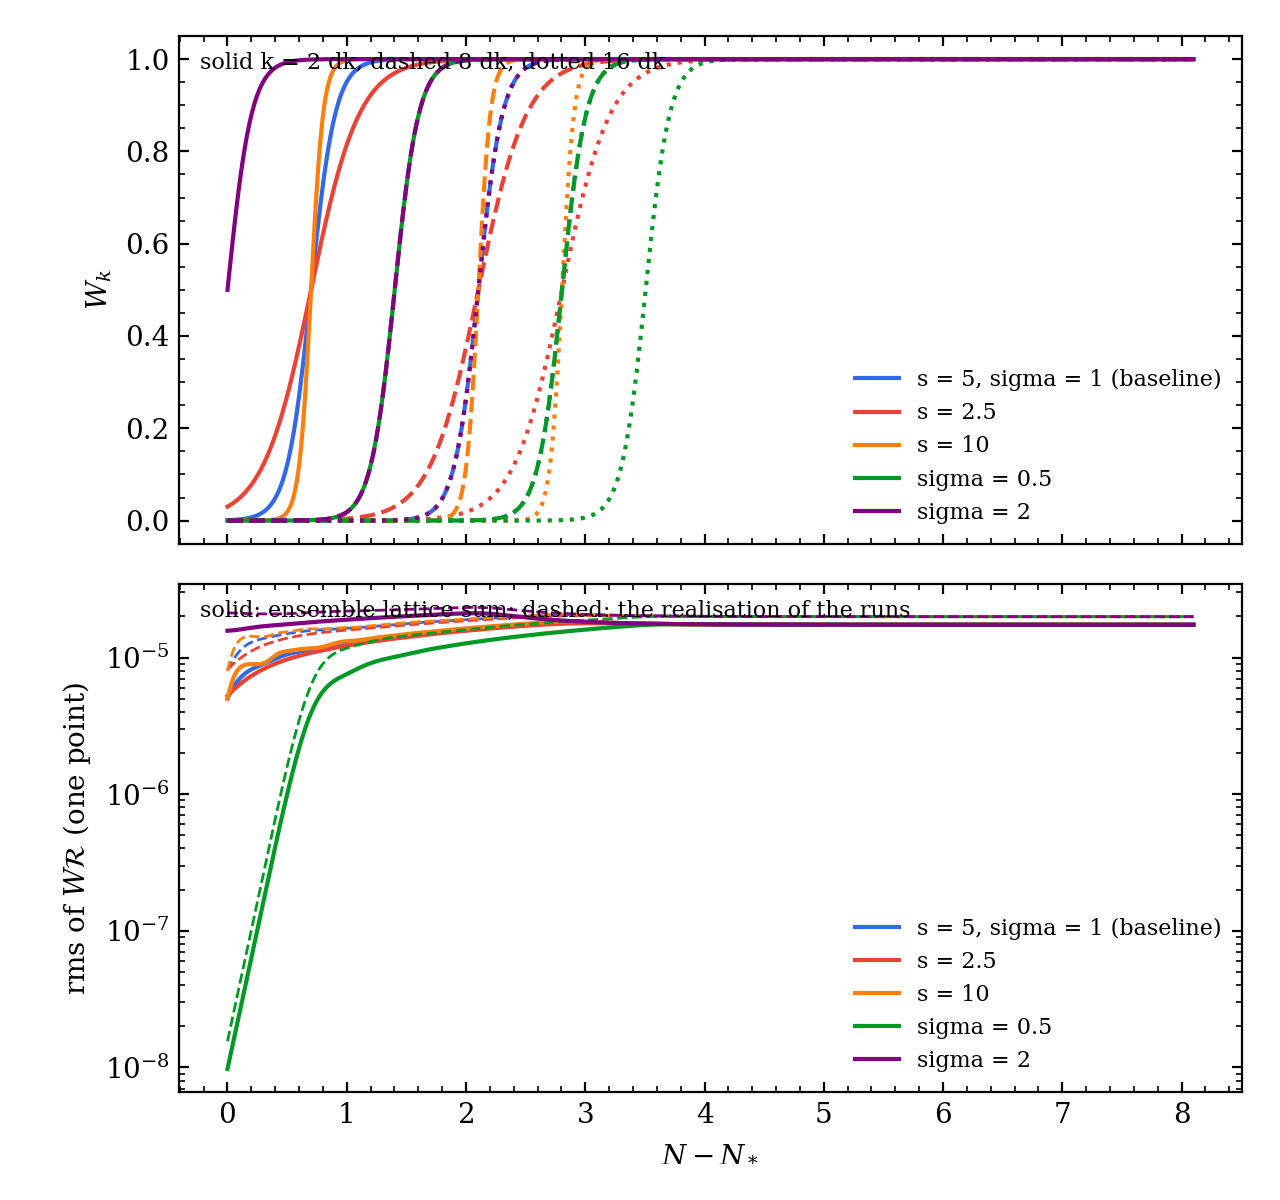 solid k = 2 dk, dashed 8 dk, dotted 16 dk
1.0
0.8
0.6
0.4
0.2
0.0
W_k
s = 5, sigma = 1 (baseline)
s = 2.5
s = 10
sigma = 0.5
sigma = 2
solid: ensemble lattice sum; dashed: the realisation of the runs
10⁻⁵
10⁻⁶
10⁻⁷
10⁻⁸
rms of Wℛ (one point)
s = 5, sigma = 1 (baseline)
s = 2.5
s = 10
sigma = 0.5
sigma = 2
0 1 2 3 4 5 6 7 8
N − N_*